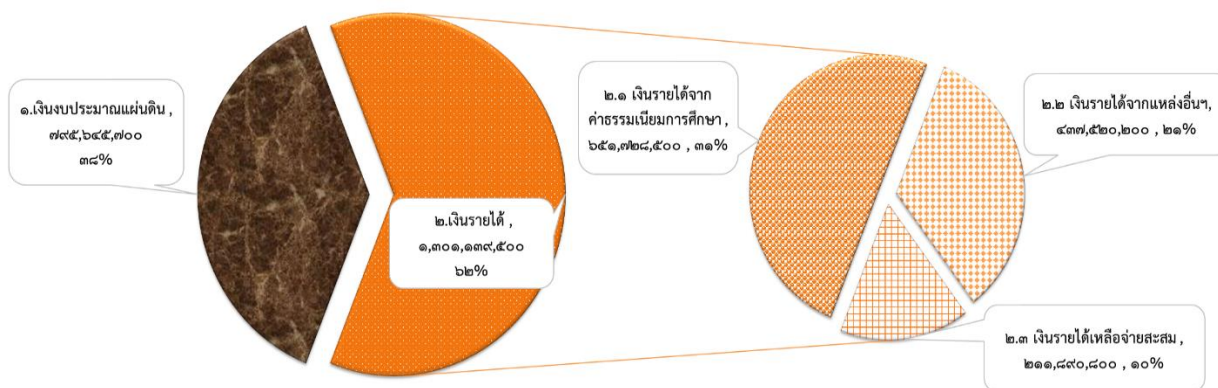 ๑.เงินงบประมาณแผ่นดิน ,
๗๙๕,๖๔๕,๗๐๐
๓๘%
๒.เงินรายได้ ,
๑,๓๐๑,๑๓๙,๕๐๐
๖๒%
๒.๑ เงินรายได้จาก
ค่าธรรมเนียมการศึกษา ,
๖๕๑,๗๒๘,๕๐๐ , ๓๑%
๒.๒ เงินรายได้จากแหล่งอื่นฯ,
๔๓๗,๕๒๐,๒๐๐ , ๒๑%
๒.๓ เงินรายได้เหลือจ่ายสะสม ,
๒๑๑,๘๙๐,๘๐๐ , ๑๐%